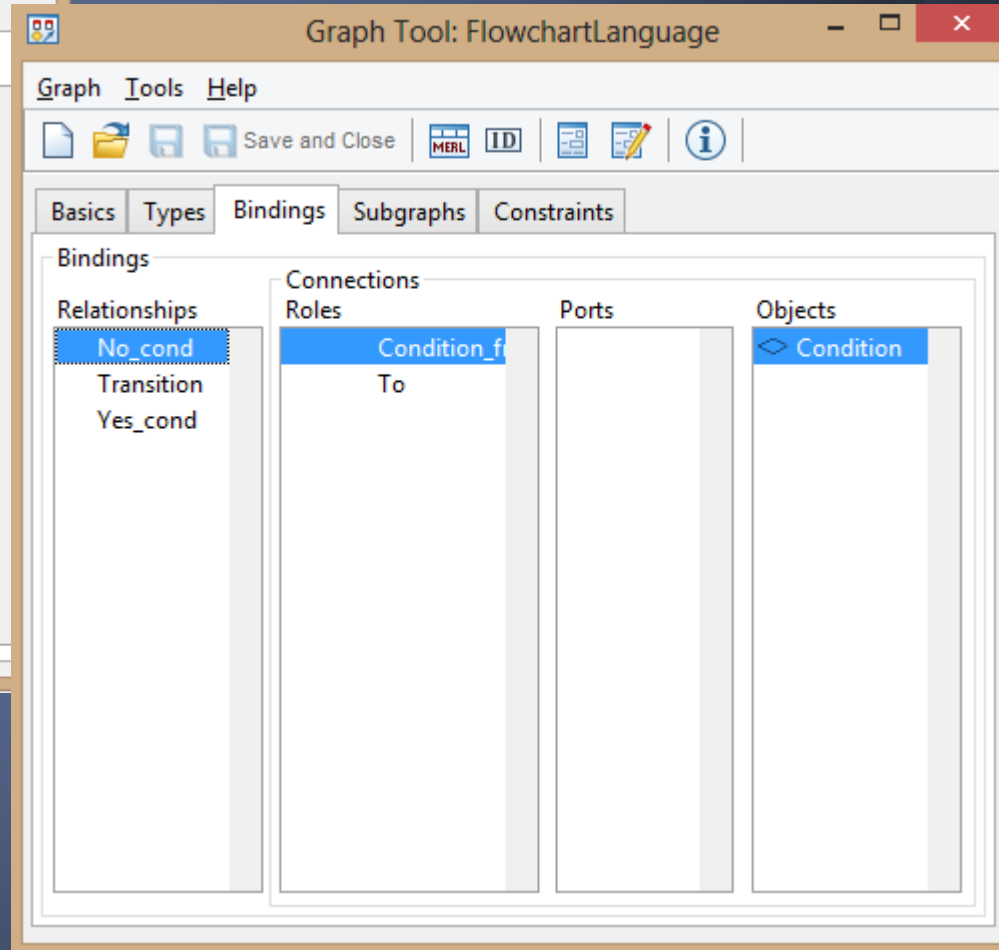 Graph Tool: FlowchartLanguage
Graph Tools Help
Save and Close MERL ID
Basics Types Bindings Subgraphs Constraints
Bindings
Connections
Relationships Roles Ports Objects
No_cond Condition_f Condition
Transition To
Yes_cond